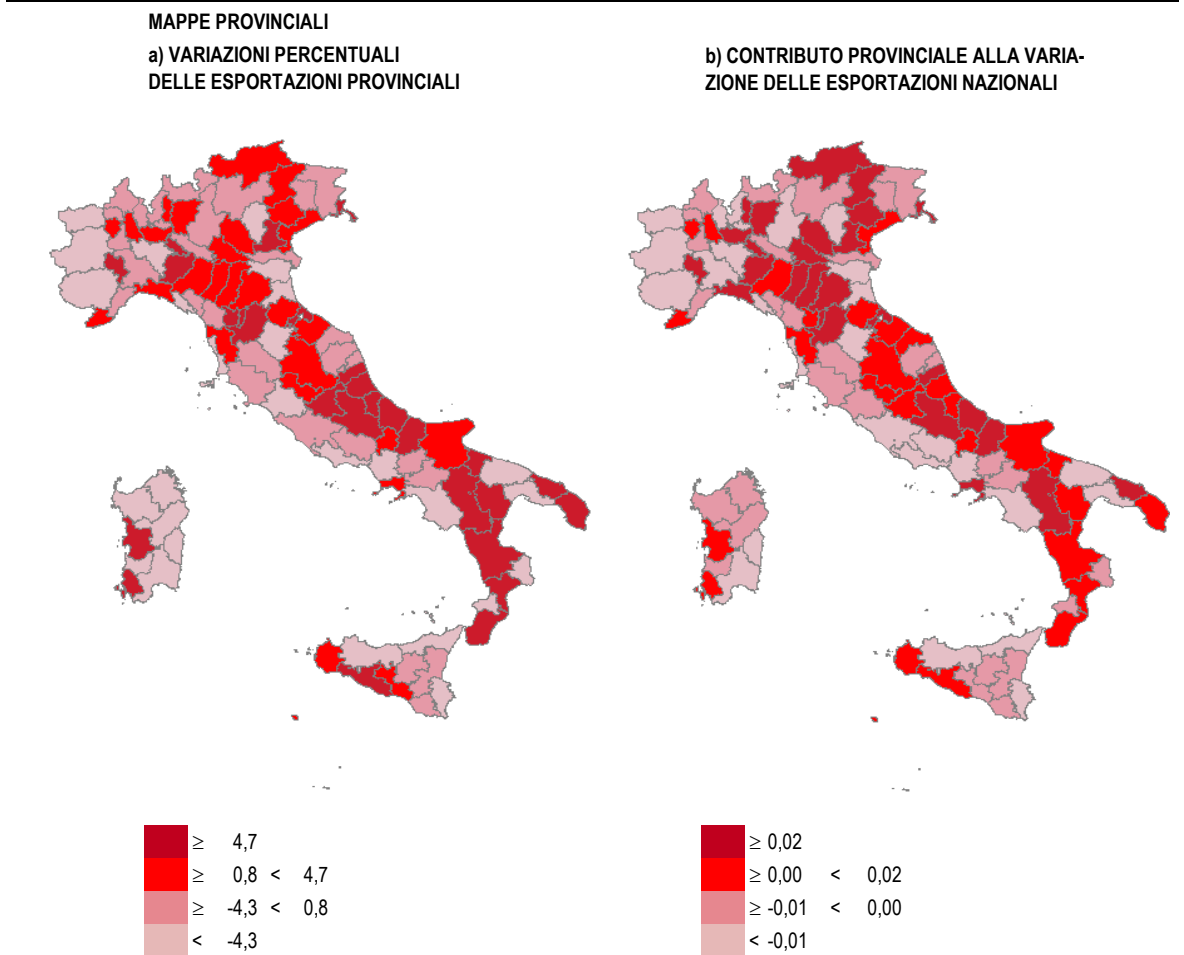 MAPPE PROVINCIALI
a) VARIAZIONI PERCENTUALI
DELLE ESPORTAZIONI PROVINCIALI
b) CONTRIBUTO PROVINCIALE ALLA VARIA-
ZIONE DELLE ESPORTAZIONI NAZIONALI
≥ 4,7
≥ 0,8 < 4,7
≥ -4,3 < 0,8
< -4,3
≥ 0,02
≥ 0,00 < 0,02
≥ -0,01 < 0,00
< -0,01